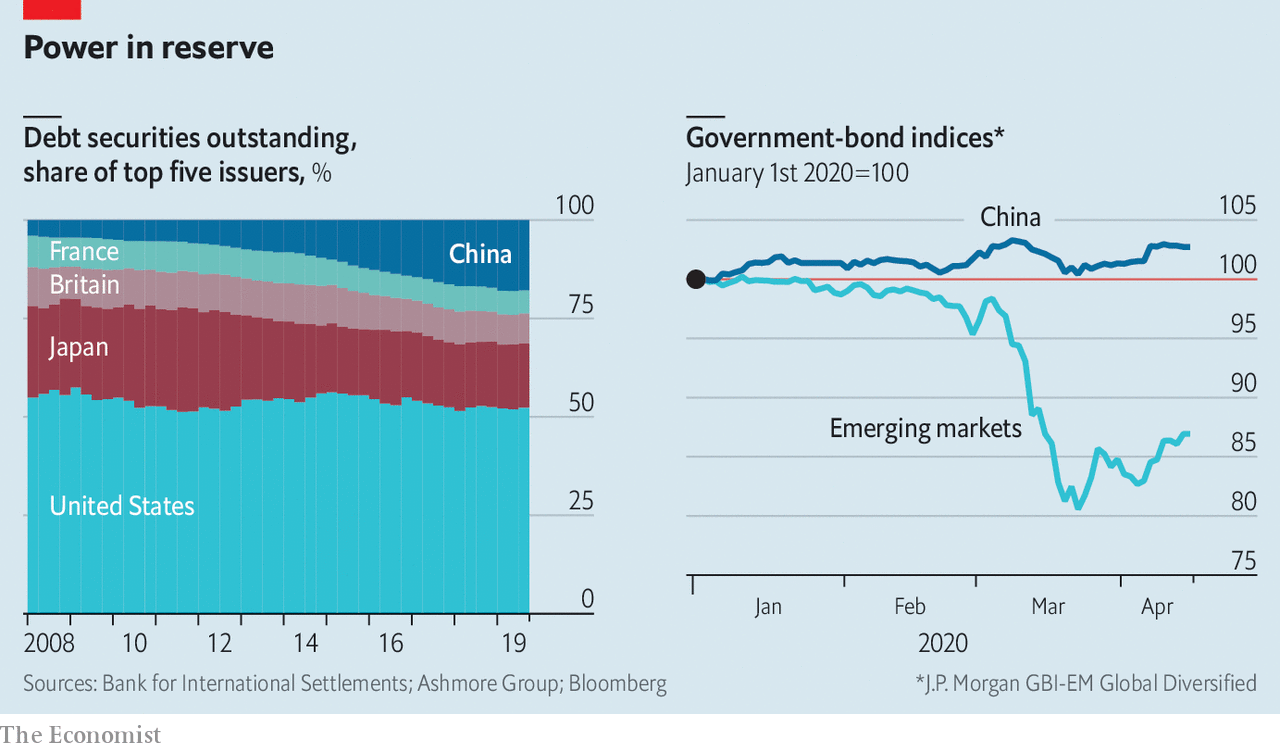 Power in reserve
Debt securities outstanding,
share of top five issuers, %
100
China
France
Britain
75
Japan
50
United States
25
0
2008 10 12 14 16 19
Government-bond indices*
January 1st 2020=100
105
China
100
95
90
Emerging markets
85
80
75
Jan Feb Mar Apr
2020
Sources: Bank for International Settlements; Ashmore Group; Bloomberg
*J.P. Morgan GBI-EM Global Diversified
The Economist